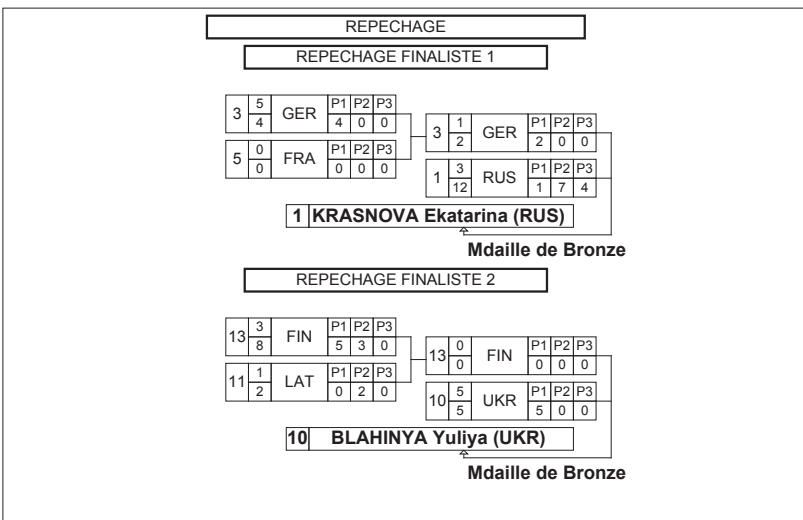 REPECHAGE
REPECHAGE FINALISTE 1
3 5 GER P1 P2 P3
4 4 0 0
5 0 FRA P1 P2 P3
0 0 0 0
3 1 GER P1 P2 P3
2 2 0 0
1 3 RUS P1 P2 P3
12 1 7 4
1 KRASNOVA Ekatarina (RUS)
Mdaille de Bronze
REPECHAGE FINALISTE 2
13 3 FIN P1 P2 P3
8 5 3 0
11 1 LAT P1 P2 P3
2 0 2 0
13 0 FIN P1 P2 P3
0 0 0 0
10 5 UKR P1 P2 P3
5 5 0 0
10 BLAHINYA Yuliya (UKR)
Mdaille de Bronze